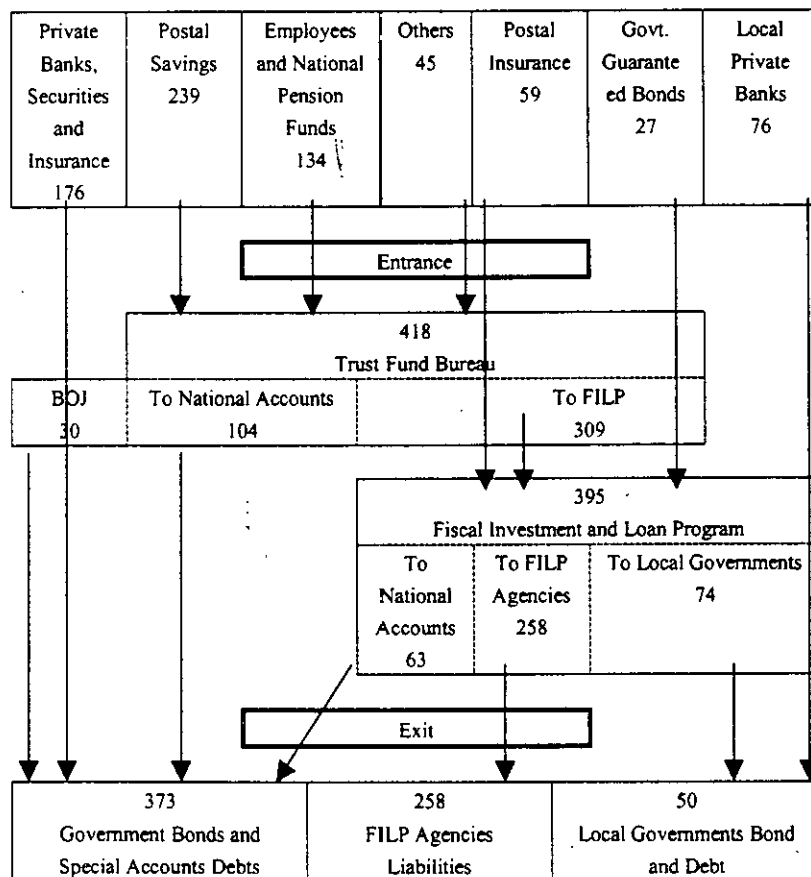 Private
Banks,
Securities
and
Insurance
176
Postal
Savings
239
Employees
and National
Pension
Funds
134
Others
45
Postal
Insurance
59
Govt.
Guarante
ed Bonds
27
Local
Private
Banks
76
Entrance
418
Trust Fund Bureau
BOJ
30
To National Accounts
104
To FILP
309
395
Fiscal Investment and Loan Program
To
National
Accounts
63
To FILP
Agencies
258
To Local Governments
74
Exit
373
Government Bonds and
Special Accounts Debts
258
FILP Agencies
Liabilities
50
Local Governments Bond
and Debt